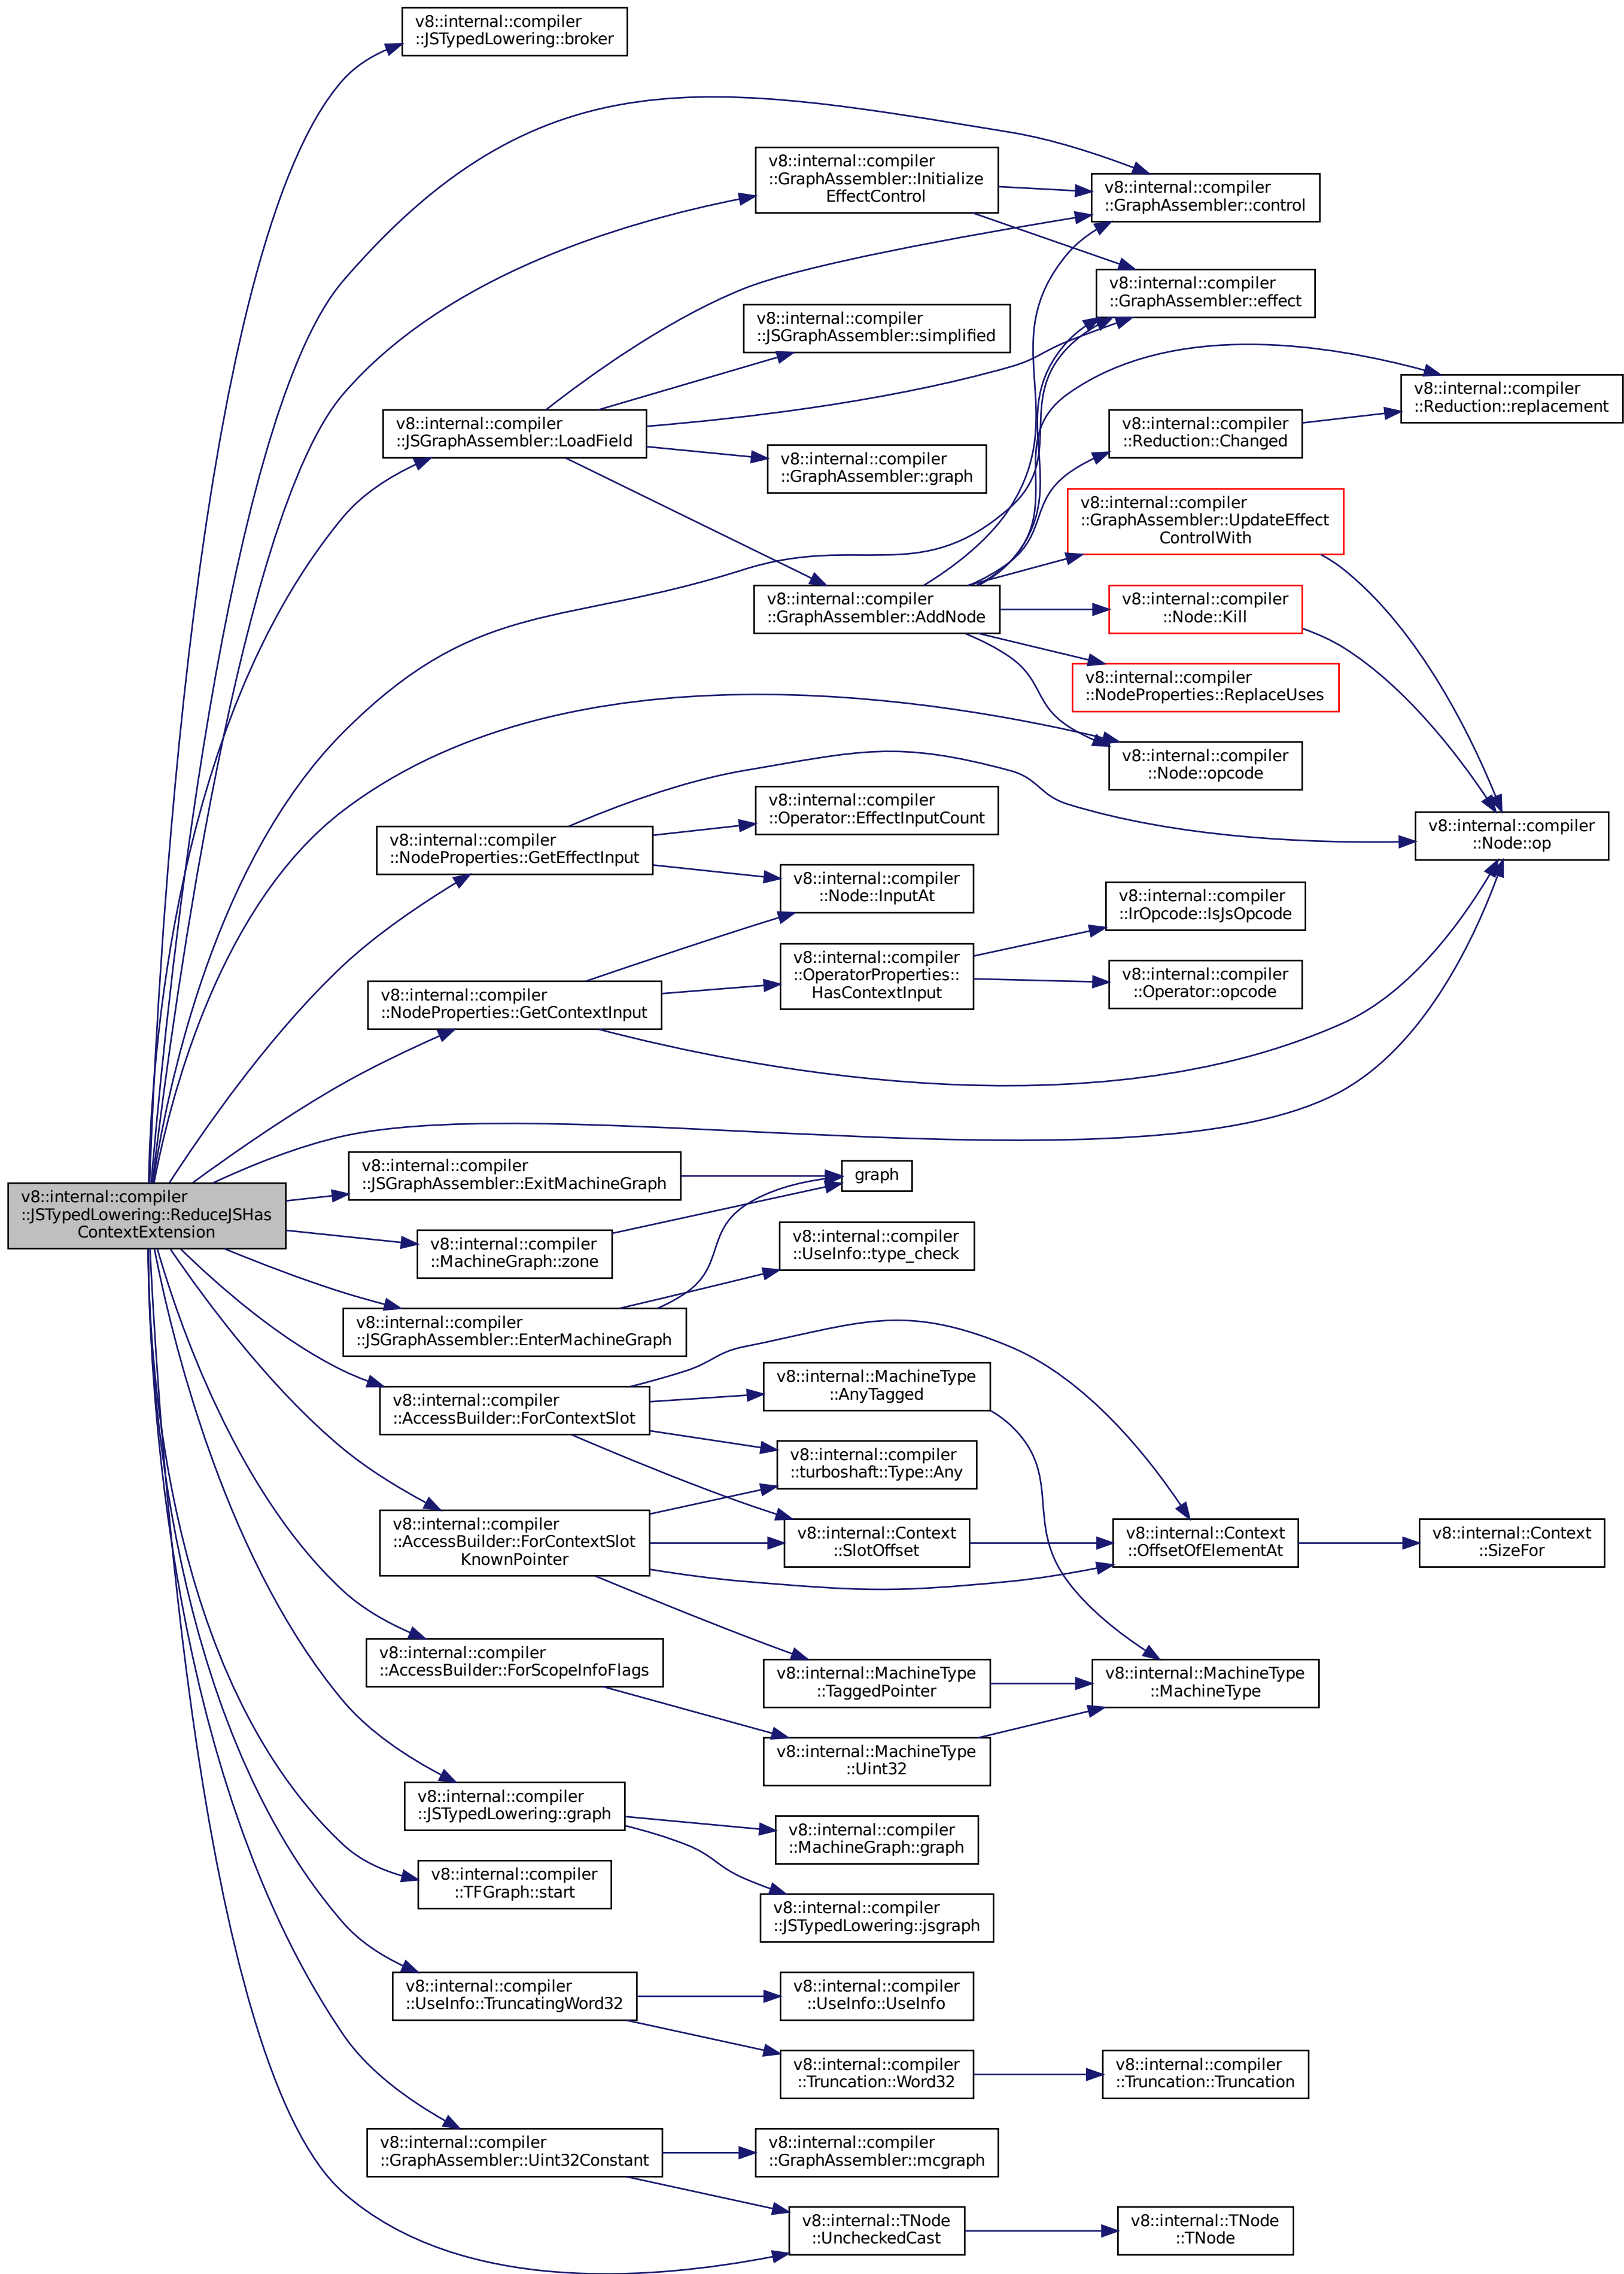 v8::internal::compiler
::JSTypedLowering::broker
v8::internal::compiler
::GraphAssembler::Initialize
EffectControl
v8::internal::compiler
::GraphAssembler::control
v8::internal::compiler
::GraphAssembler::effect
v8::internal::compiler
::JSGraphAssembler::simplified
v8::internal::compiler
::Reduction::replacement
v8::internal::compiler
::JSGraphAssembler::LoadField
v8::internal::compiler
::Reduction::Changed
v8::internal::compiler
::GraphAssembler::graph
v8::internal::compiler
::GraphAssembler::UpdateEffect
ControlWith
v8::internal::compiler
::GraphAssembler::AddNode
v8::internal::compiler
::Node::Kill
v8::internal::compiler
::NodeProperties::ReplaceUses
v8::internal::compiler
::Node::opcode
v8::internal::compiler
::Operator::EffectInputCount
v8::internal::compiler
::Node::op
v8::internal::compiler
::NodeProperties::GetEffectInput
v8::internal::compiler
::Node::InputAt
v8::internal::compiler
::IrOpcode::IsJsOpcode
v8::internal::compiler
::OperatorProperties::
HasContextInput
v8::internal::compiler
::Operator::opcode
v8::internal::compiler
::NodeProperties::GetContextInput
v8::internal::compiler
::JSGraphAssembler::ExitMachineGraph
graph
v8::internal::compiler
::JSTypedLowering::ReduceJSHas
ContextExtension
v8::internal::compiler
::MachineGraph::zone
v8::internal::compiler
::UseInfo::type_check
v8::internal::compiler
::JSGraphAssembler::EnterMachineGraph
v8::internal::MachineType
::AnyTagged
v8::internal::compiler
::AccessBuilder::ForContextSlot
v8::internal::compiler
::turboshaft::Type::Any
v8::internal::compiler
::AccessBuilder::ForContextSlot
KnownPointer
v8::internal::Context
::SlotOffset
v8::internal::Context
::OffsetOfElementAt
v8::internal::Context
::SizeFor
v8::internal::compiler
::AccessBuilder::ForScopeInfoFlags
v8::internal::MachineType
::TaggedPointer
v8::internal::MachineType
::MachineType
v8::internal::MachineType
::Uint32
v8::internal::compiler
::JSTypedLowering::graph
v8::internal::compiler
::MachineGraph::graph
v8::internal::compiler
::TFGraph::start
v8::internal::compiler
::JSTypedLowering::jsgraph
v8::internal::compiler
::UseInfo::TruncatingWord32
v8::internal::compiler
::UseInfo::UseInfo
v8::internal::compiler
::Truncation::Word32
v8::internal::compiler
::Truncation::Truncation
v8::internal::compiler
::GraphAssembler::Uint32Constant
v8::internal::compiler
::GraphAssembler::mcgraph
v8::internal::TNode
::UncheckedCast
v8::internal::TNode
::TNode